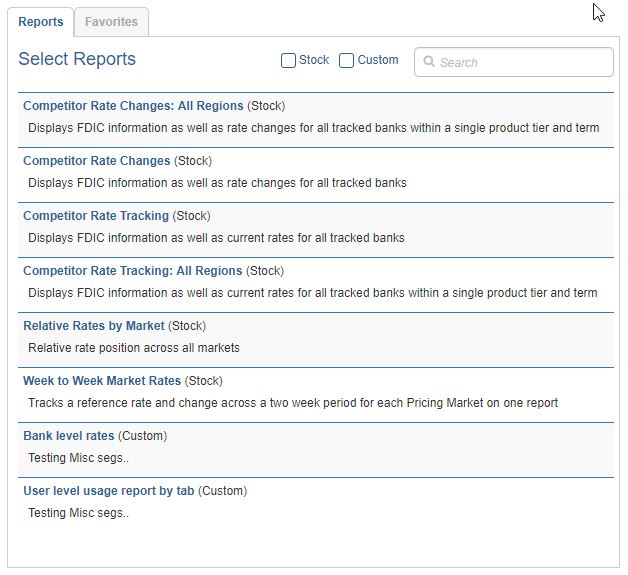 Reports Favorites
Select Reports Stock Custom Search
Competitor Rate Changes: All Regions (Stock)
Displays FDIC information as well as rate changes for all tracked banks within a single product tier and term
Competitor Rate Changes (Stock)
Displays FDIC information as well as rate changes for all tracked banks
Competitor Rate Tracking (Stock)
Displays FDIC information as well as current rates for all tracked banks
Competitor Rate Tracking: All Regions (Stock)
Displays FDIC information as well as current rates for all tracked banks within a single product tier and term
Relative Rates by Market (Stock)
Relative rate position across all markets
Week to Week Market Rates (Stock)
Tracks a reference rate and change across a two week period for each Pricing Market on one report
Bank level rates (Custom)
Testing Misc segs..
User level usage report by tab (Custom)
Testing Misc segs..